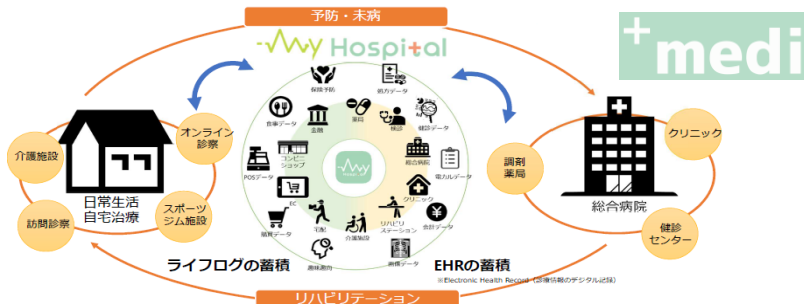 予防・未病
My Hospital
+medi
保険予防
処方データ
食事データ
金融
薬局
検診
健診データ
オンライン
診察
クリニック
介護施設
コンビニ
ショップ
総合病院
調剤
薬局
POSデータ
電カルデータ
日常生活
自宅治療
EC
クリニック
総合病院
スポーツ
ジム施設
訪問診察
購買データ
宅配
介護施設
リハビリ
ステーション
会計データ
健診
センター
趣味趣向
画像データ
ライフログの蓄積
EHRの蓄積
※Electronic Health Record（診療情報のデジタル記録）
リハビリテーション